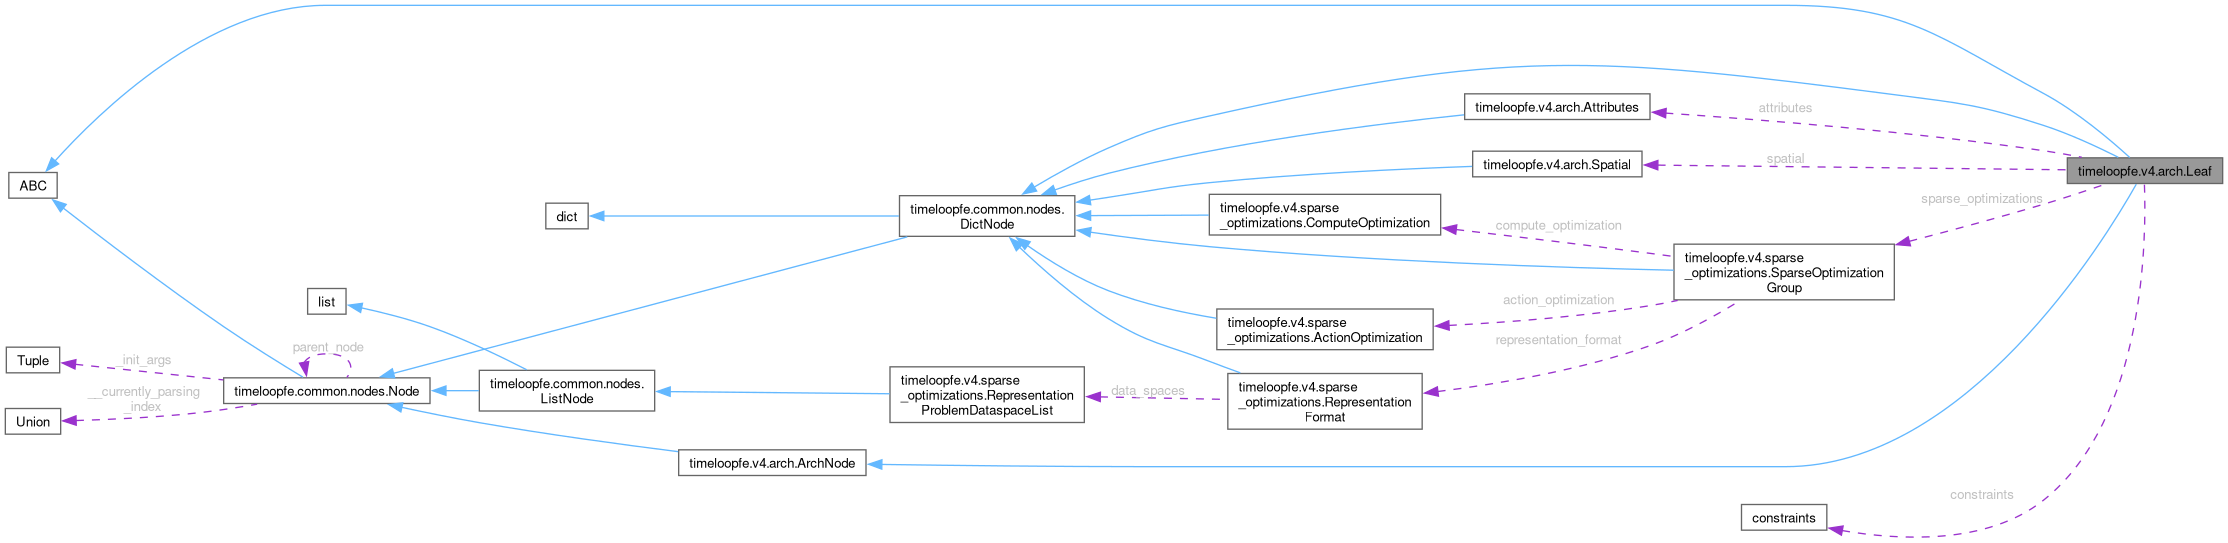 timeloopfe.v4.arch.Attributes
attributes
spatial
timeloopfe.v4.arch.Spatial
timeloopfe.v4.arch.Leaf
ABC
dict
timeloopfe.common.nodes.
DictNode
timeloopfe.v4.sparse
_optimizations.ComputeOptimization
compute_optimization
sparse_optimizations
timeloopfe.v4.sparse
_optimizations.SparseOptimization
Group
list
timeloopfe.v4.sparse
_optimizations.ActionOptimization
action_optimization
representation_format
Tuple
_init_args
parent_node
__currently_parsing
_index
Union
timeloopfe.common.nodes.Node
timeloopfe.common.nodes.
ListNode
timeloopfe.v4.sparse
_optimizations.Representation
ProblemDataspaceList
data_spaces
timeloopfe.v4.sparse
_optimizations.Representation
Format
timeloopfe.v4.arch.ArchNode
constraints
constraints